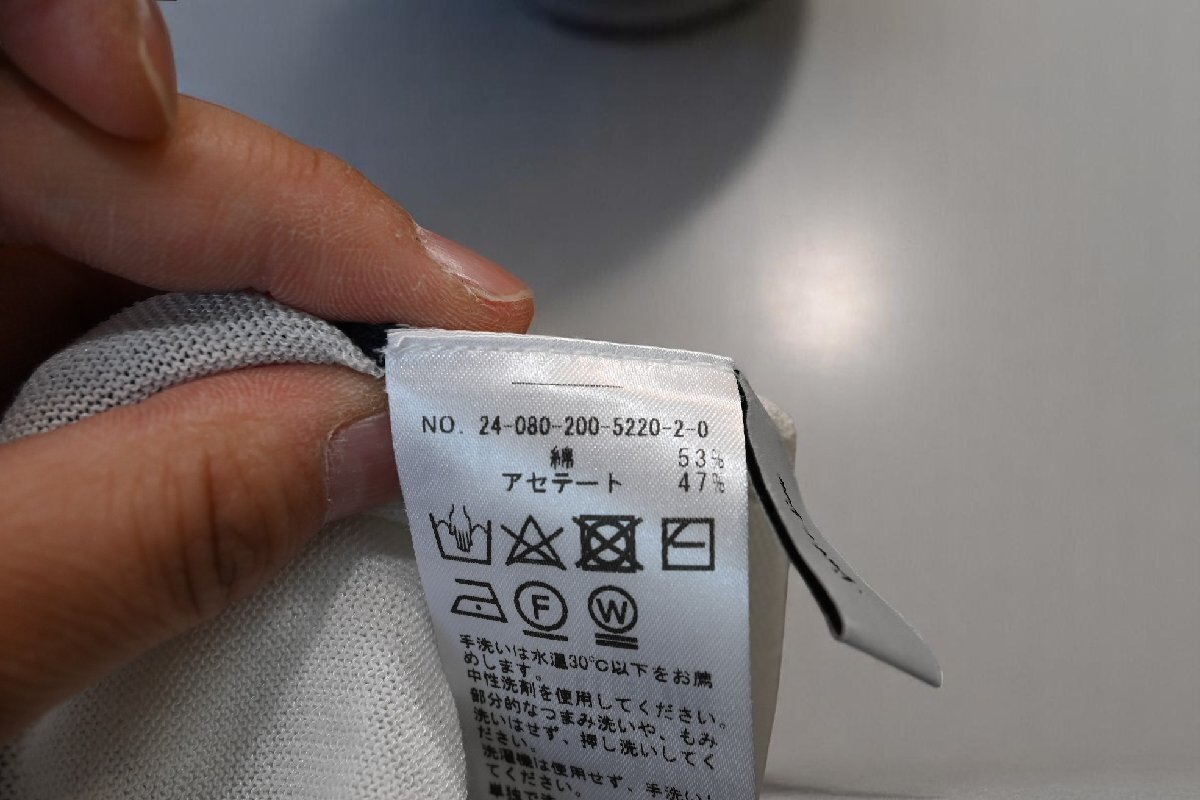 NO. 24-080-200-5220-2-0
綿 53%
アセテート 47%
F W
手洗いは水温30℃以下をお薦
めします。
中性洗剤を使用してください。
部分的なつまみ洗いや、もみ
洗いはせず、押し洗いしてく
ださい。
洗濯機は使用せず、手洗い
てください。
単独で